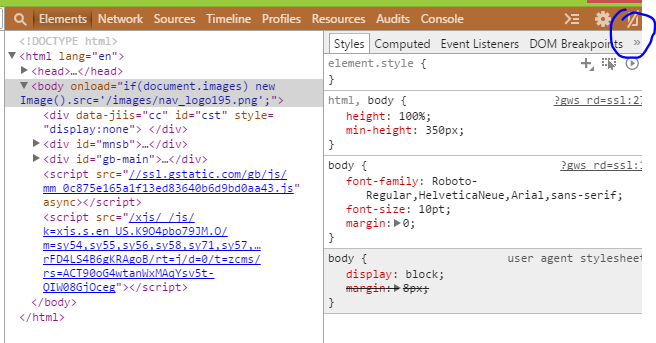 Elements Network Sources Timeline Profiles Resources Audits Console
<!DOCTYPE html>
<html lang="en">
<head>…</head>
<body onload="if(document.images) new
Image().src='/images/nav_logo195.png';">
<div data-jiis="cc" id="cst" style=
"display:none"> </div>
<div id="mnsb">…</div>
<div id="gb-main">…</div>
<script src="//ssl.gstatic.com/gb/js/
mm_0c875e165a1f13ed83640b6d9bd0aa43.js"
async></script>
<script src="/xjs/_/js/
k=xjs.s.en_US.K9O4pbo79JM.O/
m=sy54,sy55,sy56,sy58,sy71,sy57,…
rFD4LS4B6gKRAgoB/rt=j/d=0/t=zcms/
rs=ACT90oG4wtanWxMAqYsv5t-
QIW08GjOceg"></script>
</body>
</html>
Styles Computed Event Listeners DOM Breakpoints »
element.style {
}
html, body { ?gws_rd=ssl:27
height: 100%;
min-height: 350px;
}
body { ?gws_rd=ssl:1
font-family: Roboto-
Regular,HelveticaNeue,Arial,sans-serif;
font-size: 10pt;
margin: 0;
}
body { user agent stylesheet
display: block;
margin: 8px;
}